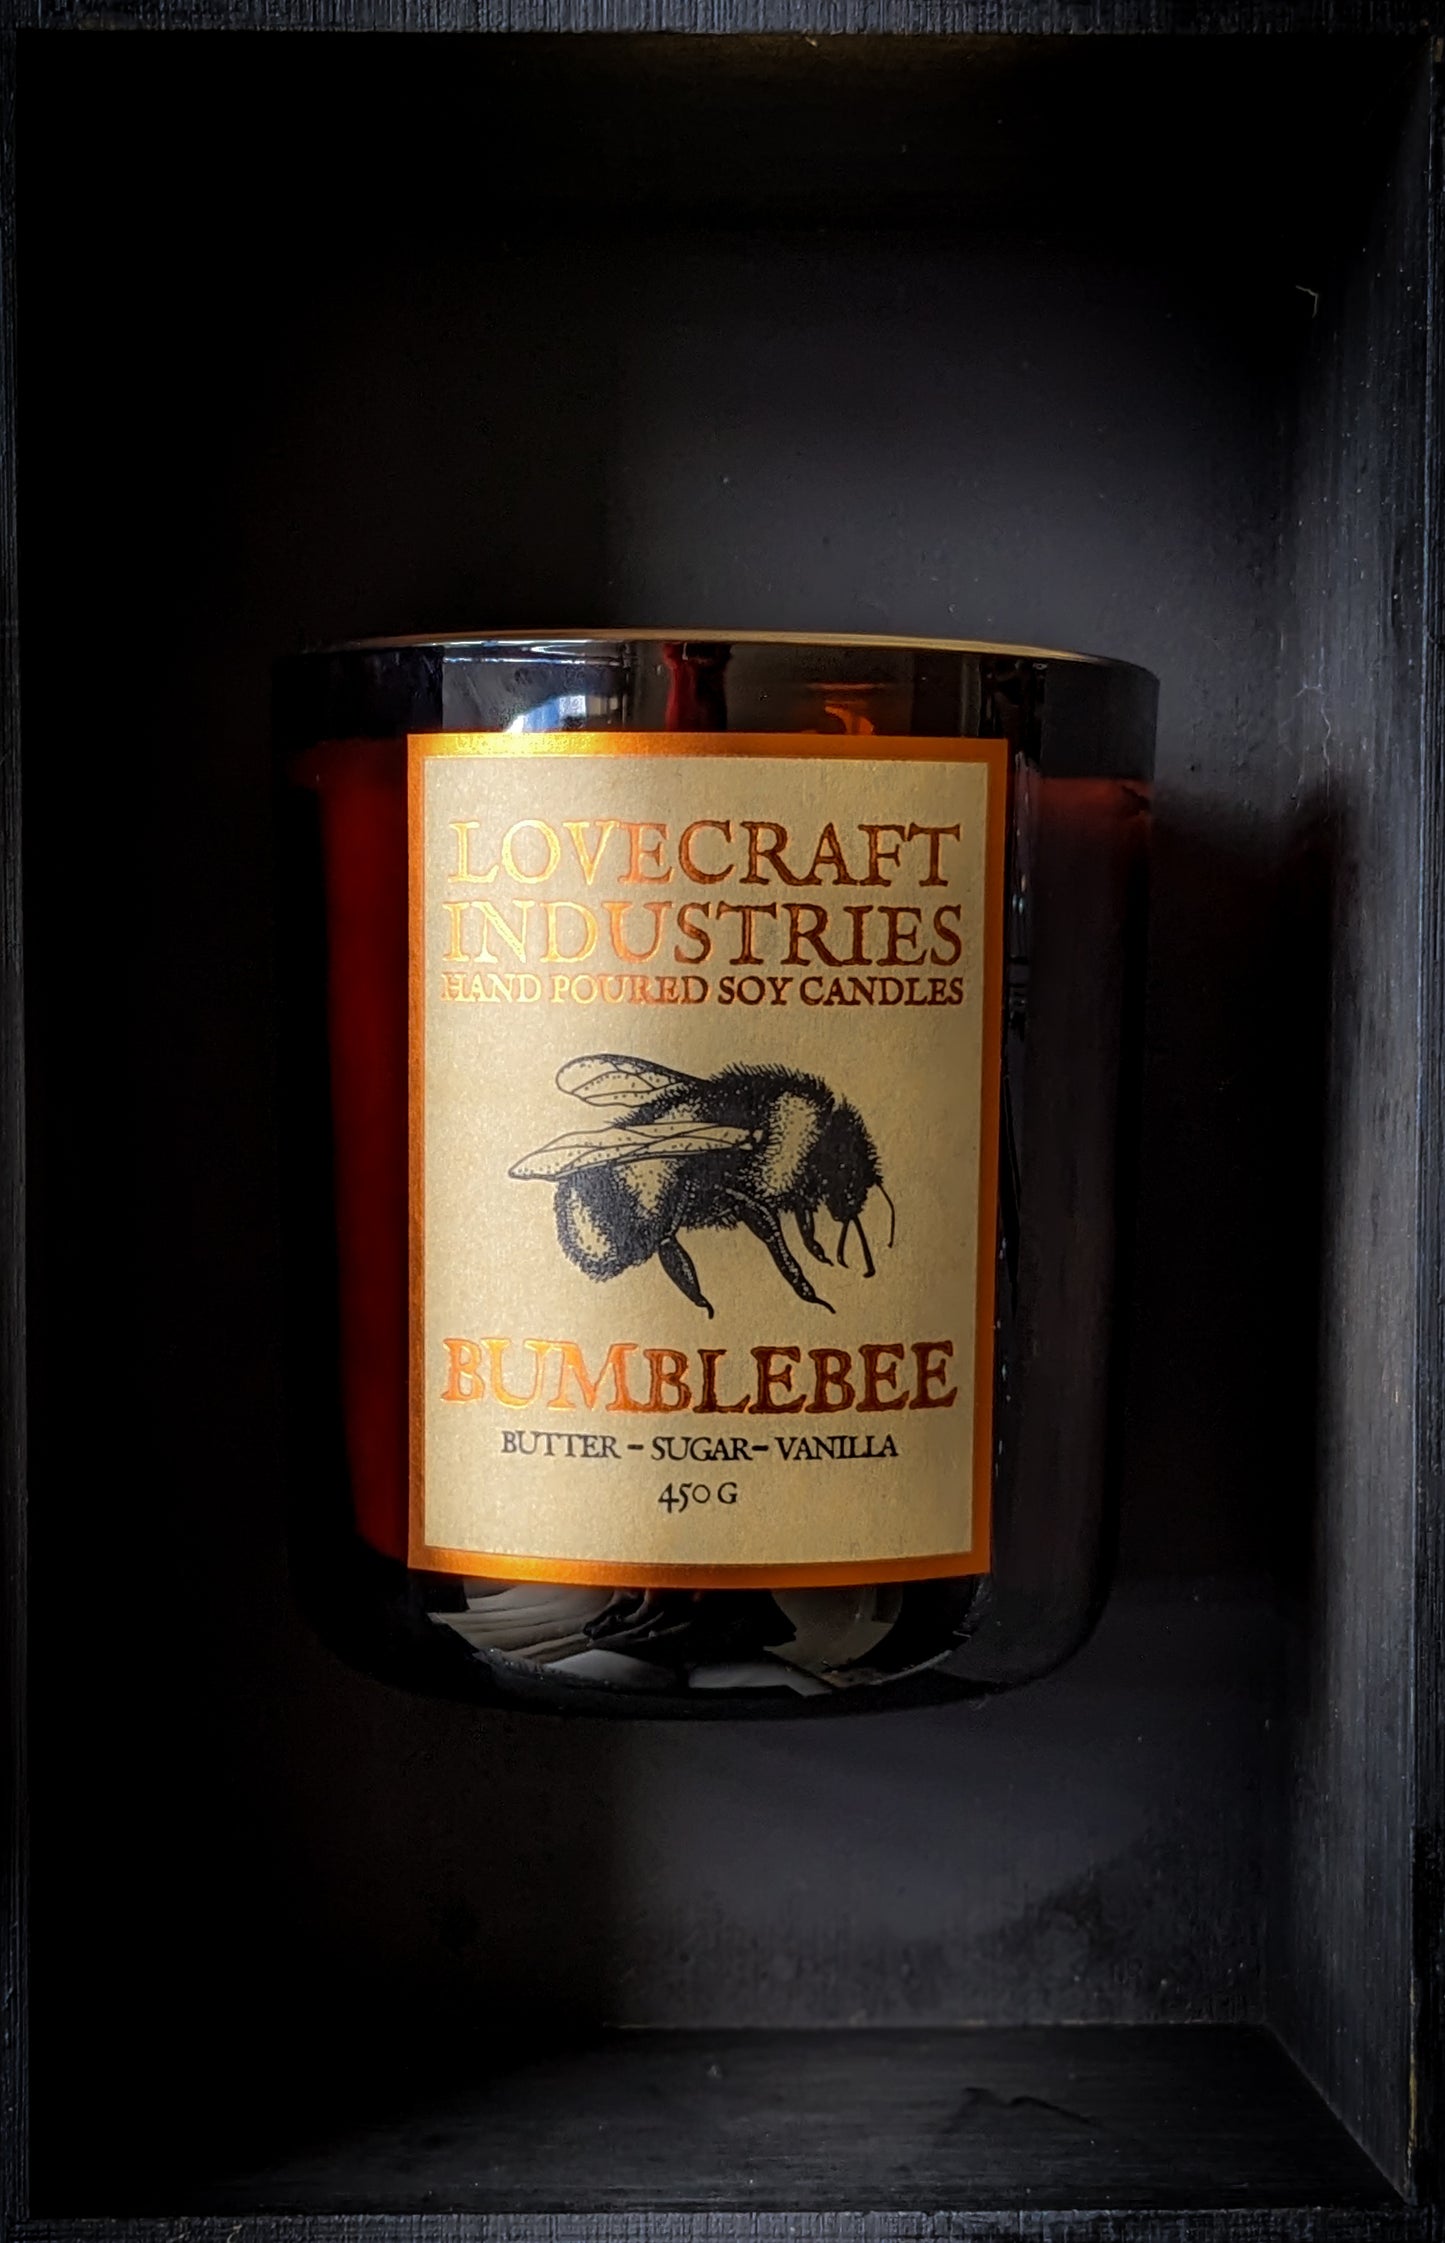 LOVECRAFT
INDUSTRIES
HAND POURED SOY CANDLES
BUMBLEBEE
BUTTER - SUGAR - VANILLA
450 G